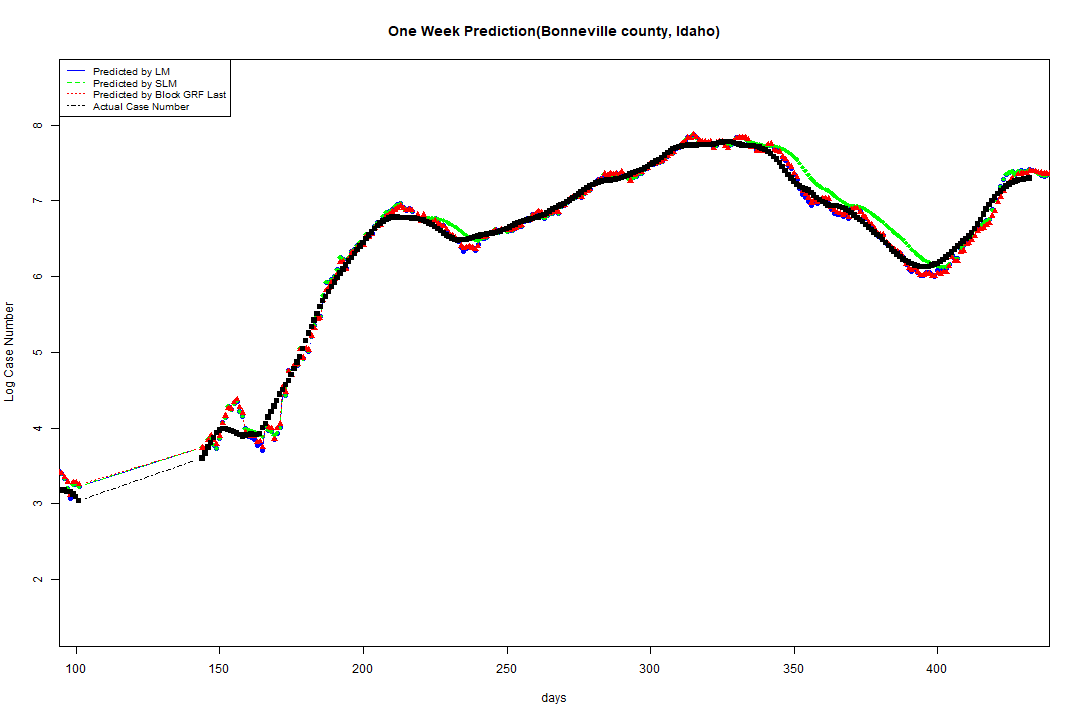 One Week Prediction(Bonneville county, Idaho)
Predicted by LM
Predicted by SLM
Predicted by Block GRF Last
Actual Case Number
8
7
6
5
4
3
2
Log Case Number
100 150 200 250 300 350 400
days